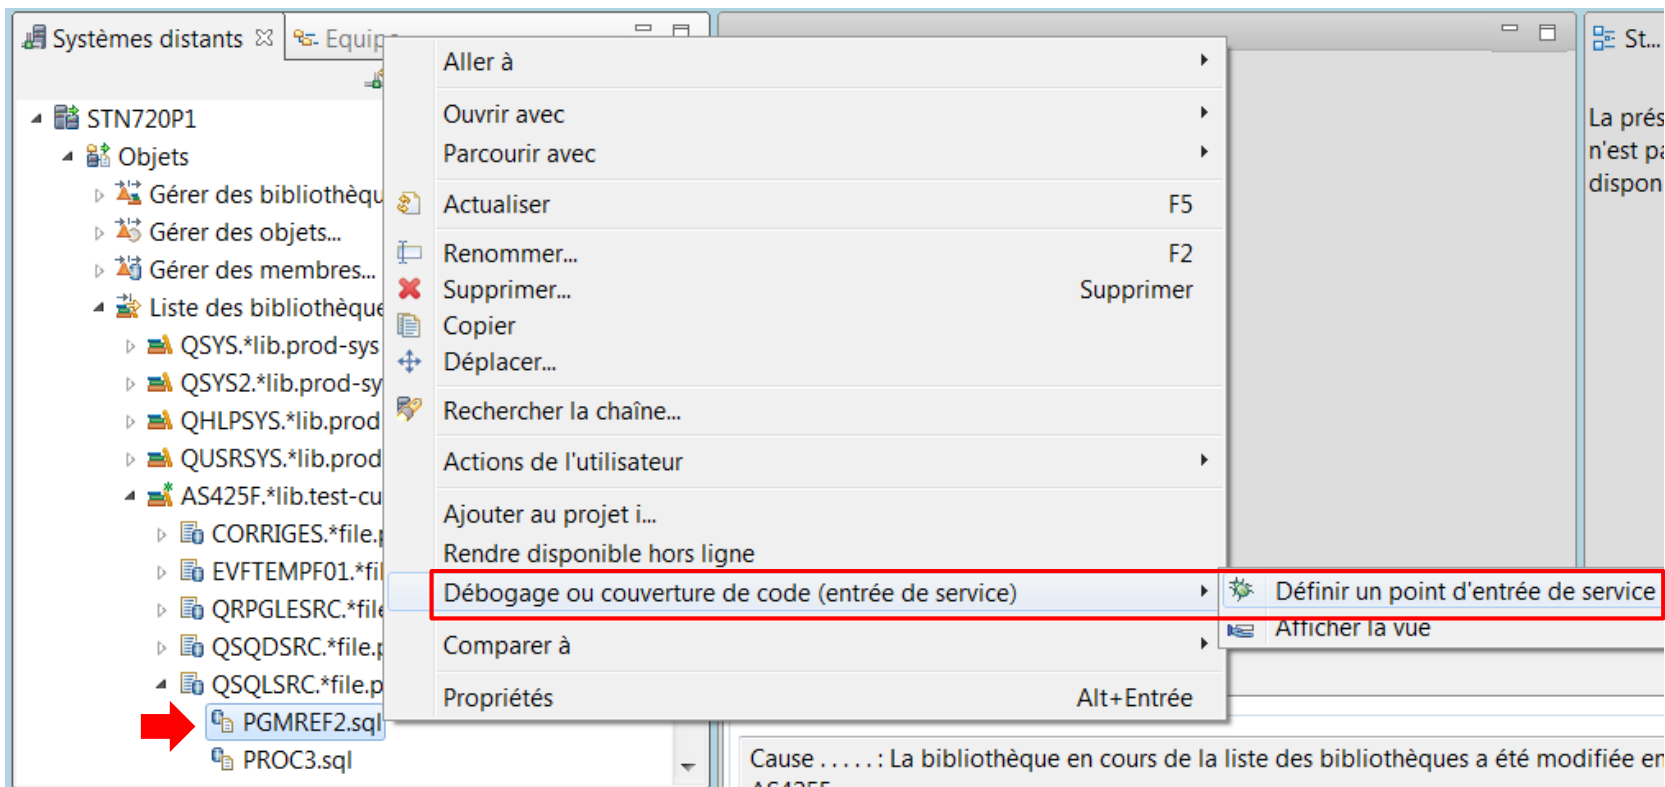 Systèmes distants
Equipe
STN720P1
Objets
Gérer des bibliothèqu
Gérer des objets...
Gérer des membres...
Liste des bibliothèque
QSYS.*lib.prod-sys
QSYS2.*lib.prod-sy
QHLPSYS.*lib.prod
QUSRSYS.*lib.prod
AS425F.*lib.test-cu
CORRIGES.*file.p
EVFTEMPF01.*fil
QRPGLESRC.*file
QSQDSRC.*file.p
QSQLSRC.*file.p
PGMREF2.sql
PROC3.sql
Aller à
Ouvrir avec
Parcourir avec
Actualiser F5
Renommer... F2
Supprimer... Supprimer
Copier
Déplacer...
Rechercher la chaîne...
Actions de l'utilisateur
Ajouter au projet i...
Rendre disponible hors ligne
Débogage ou couverture de code (entrée de service)
Comparer à
Propriétés Alt+Entrée
Définir un point d'entrée de service
Afficher la vue
St...
La prés
n'est pa
dispon
Cause . . . . . : La bibliothèque en cours de la liste des bibliothèques a été modifiée en
AS425F